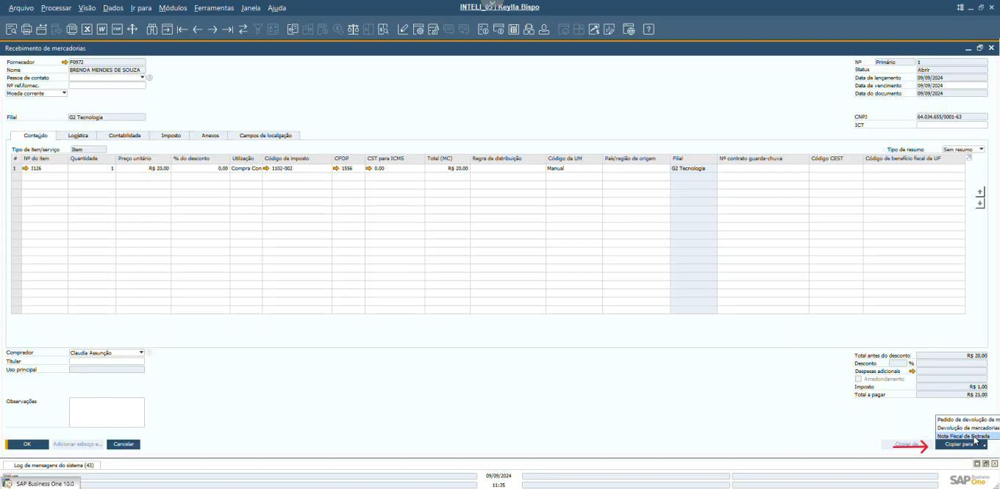 Arquivo Processar Visão Dados Ir para Módulos Ferramentas Janela Ajuda
INTELI_05 | Keylla Bispo
Recebimento de mercadorias
Fornecedor F0972
Nome BRENDA MENDES DE SOUZA
Pessoa de contato
Nº ref.fornec.
Moeda corrente
Filial G2 Tecnologia
Nº Primário 1
Status Abrir
Data de lançamento 09/09/2024
Data de vencimento 09/09/2024
Data do documento 09/09/2024
CNPJ 64.034.655/0001-63
ICT
Conteúdo Logística Contabilidade Imposto Anexos Campos de localização
Tipo de item/serviço Item
Tipo de resumo Sem resumo
# Nº do item Quantidade Preço unitário % do desconto Utilização Código de imposto CFOP CST para ICMS Total (MC) Regra de distribuição Código da UM País/região de origem Filial Nº contrato guarda-chuva Código CEST Código de benefício fiscal de UF
1 I126 1 R$ 20,00 0,00 Compra Con 1102-002 1556 0.00 R$ 20,00 Manual G2 Tecnologia
Comprador Claudia Assunção
Titular
Uso principal
Observações
Total antes do desconto R$ 20,00
Desconto %
Despesas adicionais
Arredondamento
Imposto R$ 1,00
Total a pagar R$ 21,00
Pedido de devolução de m
Devolução de mercadorias
Nota Fiscal de Entrada
OK Adicionar esboço e... Cancelar
Copiar de Copiar para
Log de mensagens do sistema (43)
Values
09/09/2024
11:35
SAP Business One 10.0
SAP Business One